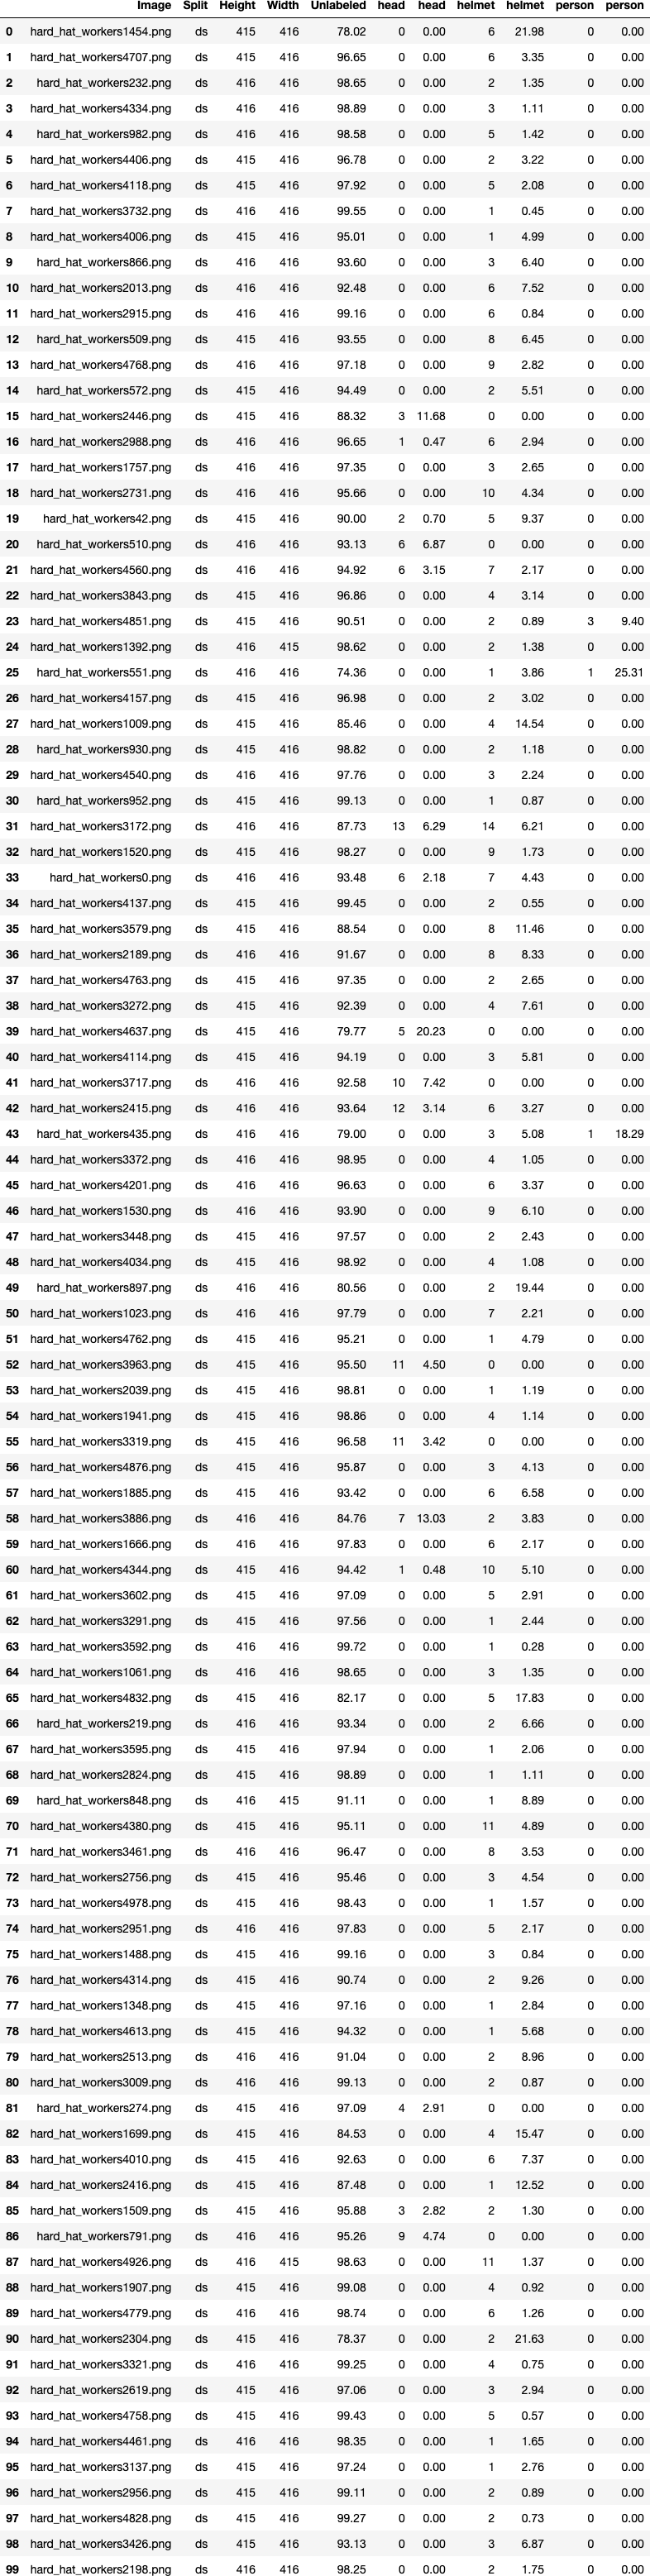 Image Split Height Width Unlabeled head head helmet helmet person person
0 hard_hat_workers1454.png ds 415 416 78.02 0 0.00 6 21.98 0 0.00
1 hard_hat_workers4707.png ds 416 416 96.65 0 0.00 6 3.35 0 0.00
2 hard_hat_workers232.png ds 416 416 98.65 0 0.00 2 1.35 0 0.00
3 hard_hat_workers4334.png ds 416 416 98.89 0 0.00 3 1.11 0 0.00
4 hard_hat_workers982.png ds 416 416 98.58 0 0.00 5 1.42 0 0.00
5 hard_hat_workers4406.png ds 416 415 96.78 0 0.00 2 3.22 0 0.00
6 hard_hat_workers4118.png ds 415 416 97.92 0 0.00 5 2.08 0 0.00
7 hard_hat_workers3732.png ds 416 416 99.55 0 0.00 1 0.45 0 0.00
8 hard_hat_workers4006.png ds 415 416 95.01 0 0.00 1 4.99 0 0.00
9 hard_hat_workers866.png ds 416 416 93.60 0 0.00 3 6.40 0 0.00
10 hard_hat_workers2013.png ds 416 416 92.48 0 0.00 6 7.52 0 0.00
11 hard_hat_workers2915.png ds 416 416 99.16 0 0.00 6 0.84 0 0.00
12 hard_hat_workers509.png ds 415 416 93.55 0 0.00 8 6.45 0 0.00
13 hard_hat_workers4768.png ds 416 416 97.18 0 0.00 9 2.82 0 0.00
14 hard_hat_workers572.png ds 415 416 94.49 0 0.00 2 5.51 0 0.00
15 hard_hat_workers2446.png ds 415 416 88.32 3 11.68 0 0.00 0 0.00
16 hard_hat_workers2988.png ds 416 416 96.65 1 0.47 6 2.94 0 0.00
17 hard_hat_workers1757.png ds 416 416 97.35 0 0.00 3 2.65 0 0.00
18 hard_hat_workers2731.png ds 416 416 95.66 0 0.00 10 4.34 0 0.00
19 hard_hat_workers42.png ds 415 416 90.00 2 0.70 5 9.37 0 0.00
20 hard_hat_workers510.png ds 416 416 93.13 6 6.87 0 0.00 0 0.00
21 hard_hat_workers4560.png ds 416 416 94.92 6 3.15 7 2.17 0 0.00
22 hard_hat_workers3843.png ds 416 415 96.86 0 0.00 4 3.14 0 0.00
23 hard_hat_workers4851.png ds 415 416 90.51 0 0.00 2 0.89 3 9.40
24 hard_hat_workers1392.png ds 416 415 98.62 0 0.00 2 1.38 0 0.00
25 hard_hat_workers551.png ds 416 416 74.36 0 0.00 1 3.86 1 25.31
26 hard_hat_workers4157.png ds 415 416 96.98 0 0.00 2 3.02 0 0.00
27 hard_hat_workers1009.png ds 416 416 85.46 0 0.00 4 14.54 0 0.00
28 hard_hat_workers930.png ds 415 416 98.82 0 0.00 2 1.18 0 0.00
29 hard_hat_workers4540.png ds 416 416 97.76 0 0.00 3 2.24 0 0.00
30 hard_hat_workers952.png ds 415 416 99.13 0 0.00 1 0.87 0 0.00
31 hard_hat_workers3172.png ds 416 416 87.73 13 6.29 14 6.21 0 0.00
32 hard_hat_workers1520.png ds 415 416 98.27 0 0.00 9 1.73 0 0.00
33 hard_hat_workers0.png ds 416 416 93.48 6 2.18 7 4.43 0 0.00
34 hard_hat_workers4137.png ds 415 416 99.45 0 0.00 2 0.55 0 0.00
35 hard_hat_workers3579.png ds 415 416 88.54 0 0.00 8 11.46 0 0.00
36 hard_hat_workers2189.png ds 416 416 91.67 0 0.00 8 8.33 0 0.00
37 hard_hat_workers4763.png ds 415 416 97.35 0 0.00 2 2.65 0 0.00
38 hard_hat_workers3272.png ds 415 416 92.39 0 0.00 4 7.61 0 0.00
39 hard_hat_workers4637.png ds 416 416 79.77 5 20.23 0 0.00 0 0.00
40 hard_hat_workers4114.png ds 415 416 94.19 0 0.00 3 5.81 0 0.00
41 hard_hat_workers3717.png ds 416 416 92.58 10 7.42 0 0.00 0 0.00
42 hard_hat_workers2415.png ds 416 416 93.64 12 3.14 6 3.27 0 0.00
43 hard_hat_workers435.png ds 416 416 79.00 0 0.00 3 5.08 1 18.29
44 hard_hat_workers3372.png ds 416 416 98.95 0 0.00 4 1.05 0 0.00
45 hard_hat_workers4201.png ds 416 416 96.63 0 0.00 6 3.37 0 0.00
46 hard_hat_workers1530.png ds 416 416 93.90 0 0.00 9 6.10 0 0.00
47 hard_hat_workers3448.png ds 415 416 97.57 0 0.00 2 2.43 0 0.00
48 hard_hat_workers4034.png ds 415 416 98.92 0 0.00 4 1.08 0 0.00
49 hard_hat_workers897.png ds 416 416 80.56 0 0.00 2 19.44 0 0.00
50 hard_hat_workers1023.png ds 416 416 97.79 0 0.00 7 2.21 0 0.00
51 hard_hat_workers4762.png ds 415 416 95.21 0 0.00 1 4.79 0 0.00
52 hard_hat_workers3963.png ds 415 416 95.50 11 4.50 0 0.00 0 0.00
53 hard_hat_workers2039.png ds 416 416 98.81 0 0.00 1 1.19 0 0.00
54 hard_hat_workers1941.png ds 415 416 98.86 0 0.00 4 1.14 0 0.00
55 hard_hat_workers3319.png ds 415 416 96.58 11 3.42 0 0.00 0 0.00
56 hard_hat_workers4876.png ds 415 416 95.87 0 0.00 3 4.13 0 0.00
57 hard_hat_workers1885.png ds 415 416 93.42 0 0.00 6 6.58 0 0.00
58 hard_hat_workers3886.png ds 416 416 84.76 7 13.03 2 3.83 0 0.00
59 hard_hat_workers1666.png ds 416 416 97.83 0 0.00 6 2.17 0 0.00
60 hard_hat_workers4344.png ds 415 416 94.42 1 0.48 10 5.10 0 0.00
61 hard_hat_workers3602.png ds 415 416 97.09 0 0.00 5 2.91 0 0.00
62 hard_hat_workers3291.png ds 415 416 97.56 0 0.00 1 2.44 0 0.00
63 hard_hat_workers3592.png ds 416 416 99.72 0 0.00 1 0.28 0 0.00
64 hard_hat_workers1061.png ds 416 416 98.65 0 0.00 3 1.35 0 0.00
65 hard_hat_workers4832.png ds 415 416 82.17 0 0.00 5 17.83 0 0.00
66 hard_hat_workers219.png ds 416 416 93.34 0 0.00 2 6.66 0 0.00
67 hard_hat_workers3595.png ds 415 416 97.94 0 0.00 1 2.06 0 0.00
68 hard_hat_workers2824.png ds 415 416 98.89 0 0.00 1 1.11 0 0.00
69 hard_hat_workers848.png ds 416 415 91.11 0 0.00 1 8.89 0 0.00
70 hard_hat_workers4380.png ds 415 416 95.11 0 0.00 11 4.89 0 0.00
71 hard_hat_workers3461.png ds 416 416 96.47 0 0.00 8 3.53 0 0.00
72 hard_hat_workers2756.png ds 415 416 95.46 0 0.00 3 4.54 0 0.00
73 hard_hat_workers4978.png ds 415 416 98.43 0 0.00 1 1.57 0 0.00
74 hard_hat_workers2951.png ds 416 416 97.83 0 0.00 5 2.17 0 0.00
75 hard_hat_workers1488.png ds 415 416 99.16 0 0.00 3 0.84 0 0.00
76 hard_hat_workers4314.png ds 415 416 90.74 0 0.00 2 9.26 0 0.00
77 hard_hat_workers1348.png ds 415 416 97.16 0 0.00 1 2.84 0 0.00
78 hard_hat_workers4613.png ds 415 416 94.32 0 0.00 1 5.68 0 0.00
79 hard_hat_workers2513.png ds 416 416 91.04 0 0.00 2 8.96 0 0.00
80 hard_hat_workers3009.png ds 416 416 99.13 0 0.00 2 0.87 0 0.00
81 hard_hat_workers274.png ds 415 416 97.09 4 2.91 0 0.00 0 0.00
82 hard_hat_workers1699.png ds 416 416 84.53 0 0.00 4 15.47 0 0.00
83 hard_hat_workers4010.png ds 416 416 92.63 0 0.00 6 7.37 0 0.00
84 hard_hat_workers2416.png ds 415 416 87.48 0 0.00 1 12.52 0 0.00
85 hard_hat_workers1509.png ds 415 416 95.88 3 2.82 2 1.30 0 0.00
86 hard_hat_workers791.png ds 416 416 95.26 9 4.74 0 0.00 0 0.00
87 hard_hat_workers4926.png ds 416 415 98.63 0 0.00 11 1.37 0 0.00
88 hard_hat_workers1907.png ds 415 416 99.08 0 0.00 4 0.92 0 0.00
89 hard_hat_workers4779.png ds 416 416 98.74 0 0.00 6 1.26 0 0.00
90 hard_hat_workers2304.png ds 415 416 78.37 0 0.00 2 21.63 0 0.00
91 hard_hat_workers3321.png ds 416 416 99.25 0 0.00 4 0.75 0 0.00
92 hard_hat_workers2619.png ds 415 416 97.06 0 0.00 3 2.94 0 0.00
93 hard_hat_workers4758.png ds 415 416 99.43 0 0.00 5 0.57 0 0.00
94 hard_hat_workers4461.png ds 416 416 98.35 0 0.00 1 1.65 0 0.00
95 hard_hat_workers3137.png ds 415 416 97.24 0 0.00 1 2.76 0 0.00
96 hard_hat_workers2956.png ds 415 416 99.11 0 0.00 2 0.89 0 0.00
97 hard_hat_workers4828.png ds 415 416 99.27 0 0.00 2 0.73 0 0.00
98 hard_hat_workers3426.png ds 415 416 93.13 0 0.00 3 6.87 0 0.00
99 hard_hat_workers2198.png ds 416 416 98.25 0 0.00 2 1.75 0 0.00